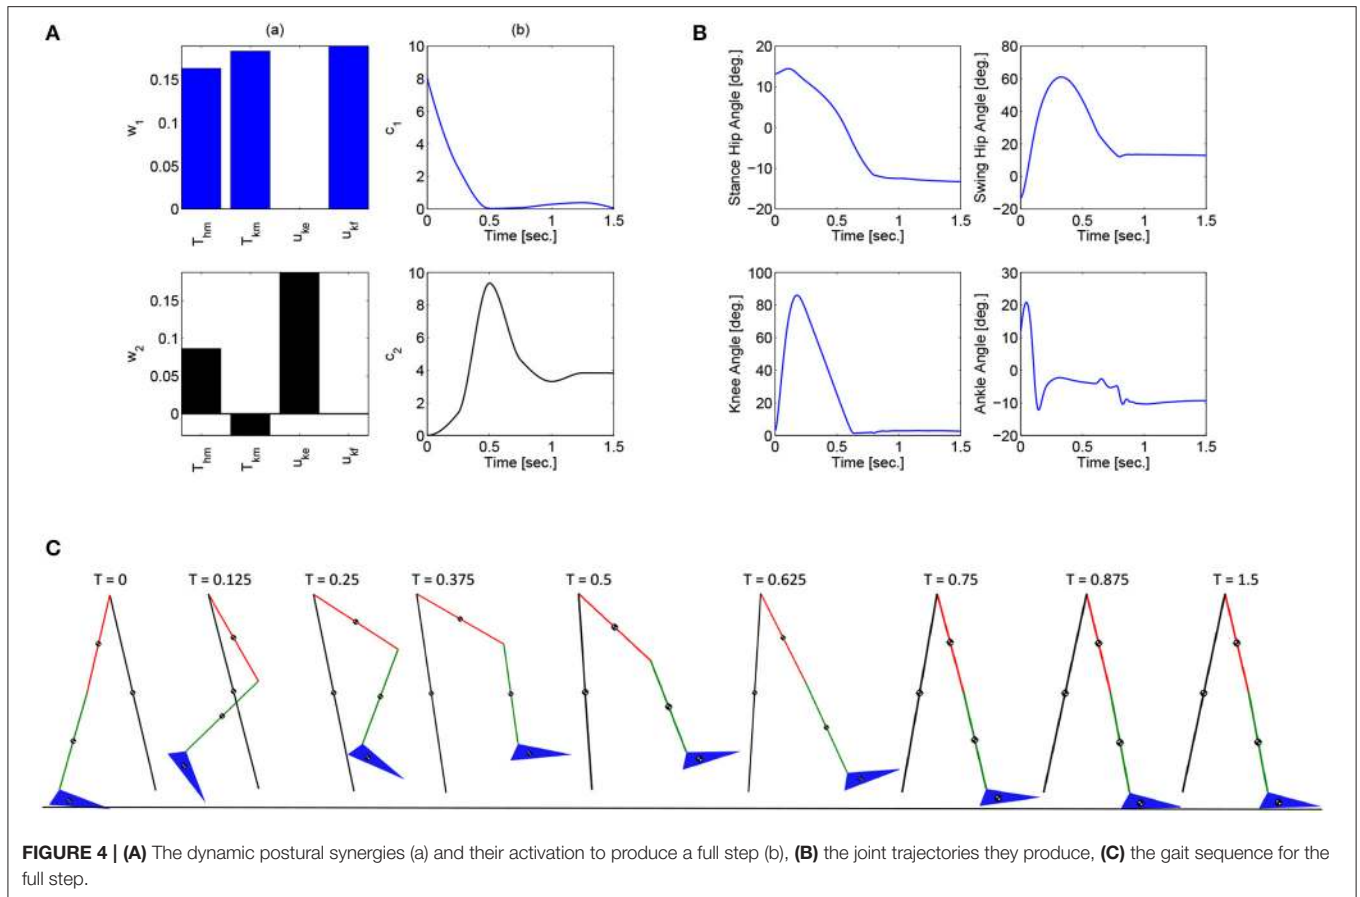 A
(a)
(b)
B
w1
0.15
0.1
0.05
0
Thm
Tkm
uke
ukf
c1
10
8
6
4
2
0
0
0.5
1
1.5
Time [sec.]
Stance Hip Angle [deg.]
20
10
0
−10
−20
0
0.5
1
1.5
Time [sec.]
Swing Hip Angle [deg.]
80
60
40
20
0
−20
0
0.5
1
1.5
Time [sec.]
w2
0.15
0.1
0.05
0
Thm
Tkm
uke
ukf
c2
10
8
6
4
2
0
0
0.5
1
1.5
Time [sec.]
Knee Angle [deg.]
100
80
60
40
20
0
0
0.5
1
1.5
Time [sec.]
Ankle Angle [deg.]
30
20
10
0
−10
−20
0
0.5
1
1.5
Time [sec.]
C
T = 0
T = 0.125
T = 0.25
T = 0.375
T = 0.5
T = 0.625
T = 0.75
T = 0.875
T = 1.5
FIGURE 4 | (A) The dynamic postural synergies (a) and their activation to produce a full step (b), (B) the joint trajectories they produce, (C) the gait sequence for the
full step.